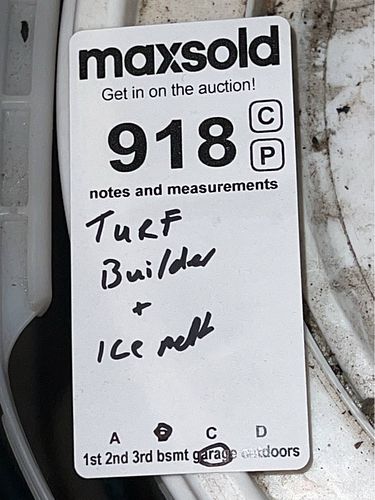 maxsold
Get in on the auction!
918 C
P
notes and measurements
Turf
Builder
+
Ice melt
A B C D
1st 2nd 3rd bsmt garage outdoors